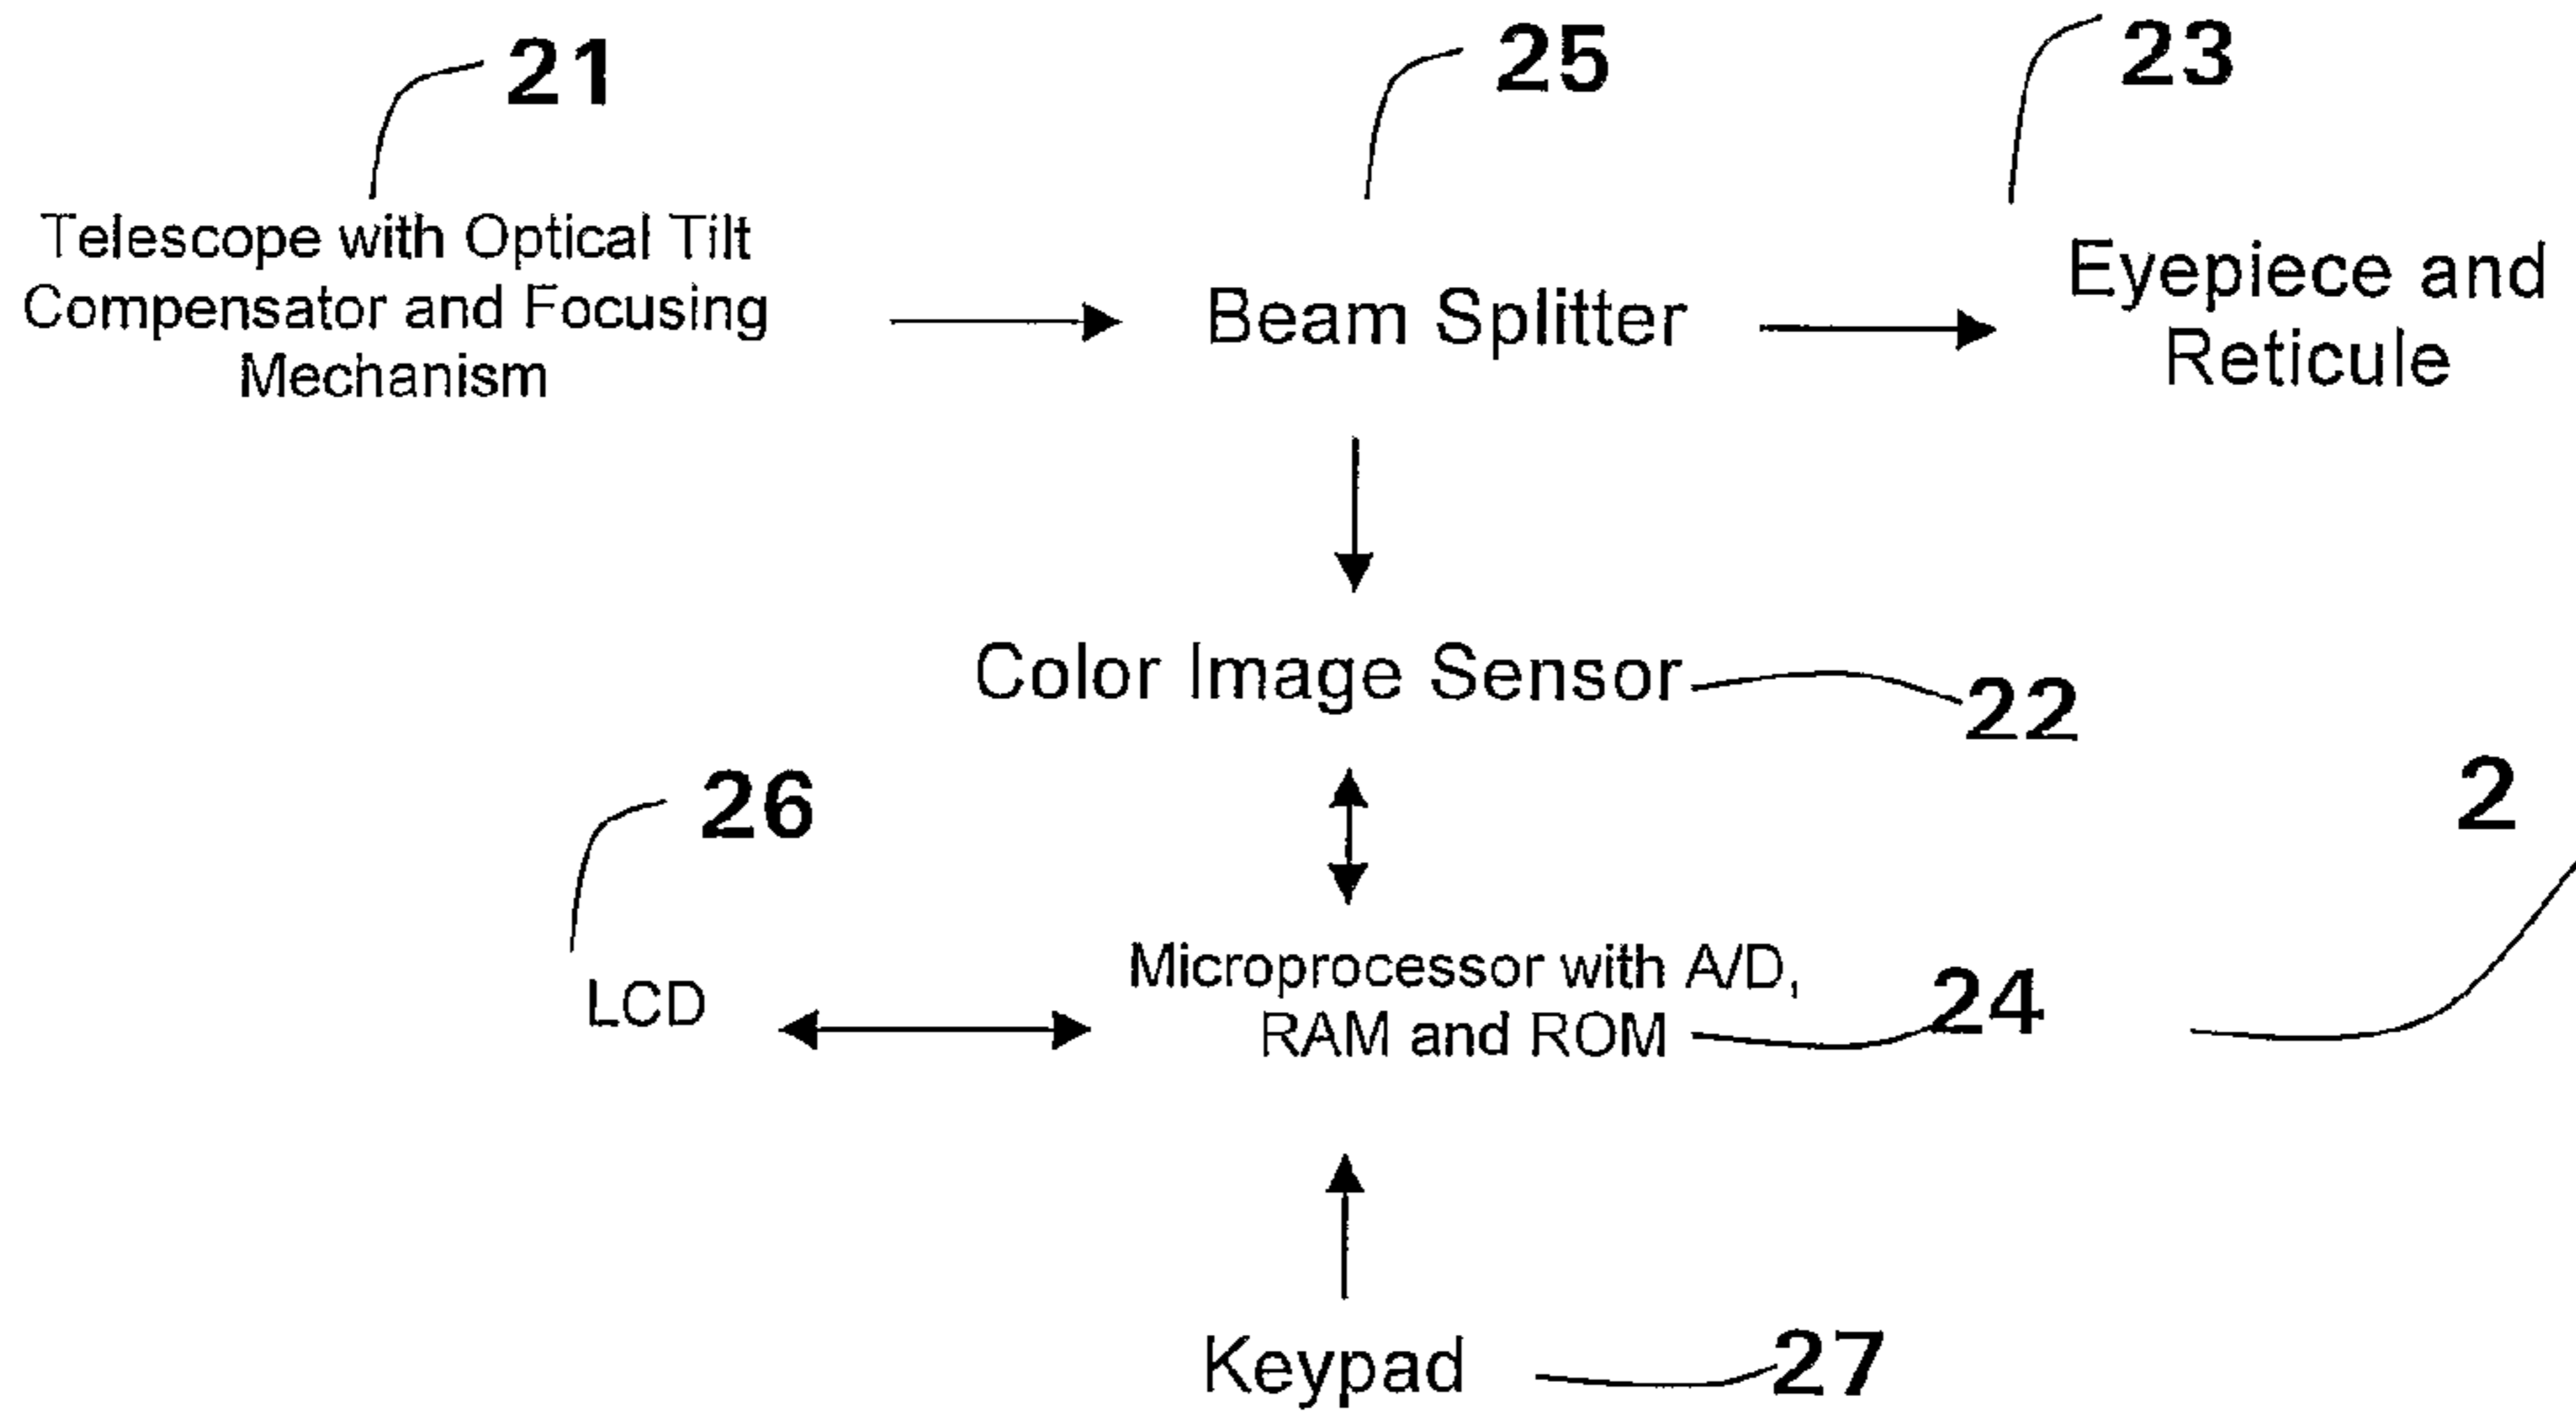 21
25
23
Telescope with Optical Tilt
Compensator and Focusing
Mechanism
Beam Splitter
Eyepiece and
Reticule
Color Image Sensor
22
26
2
LCD
Microprocessor with A/D,
RAM and ROM
24
Keypad
27